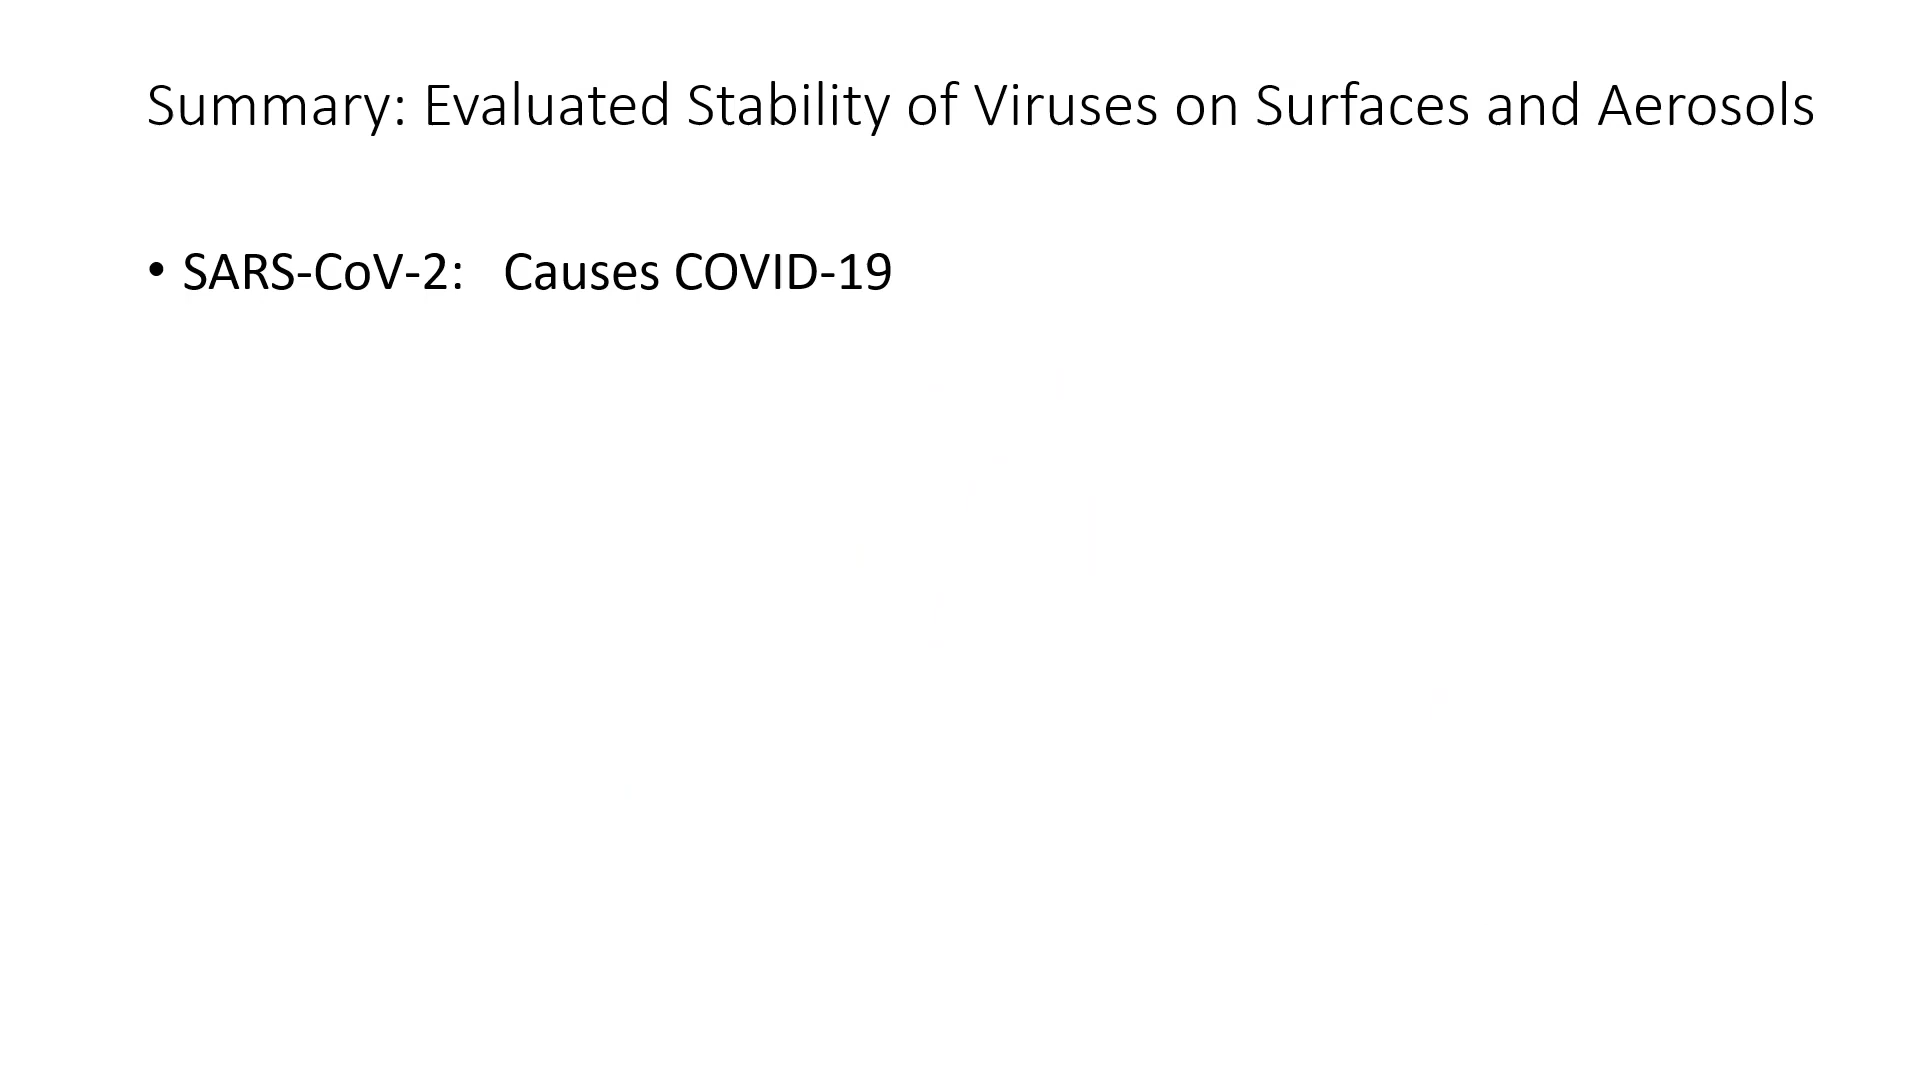 Summary: Evaluated Stability of Viruses on Surfaces and Aerosols
• SARS-CoV-2: Causes COVID-19